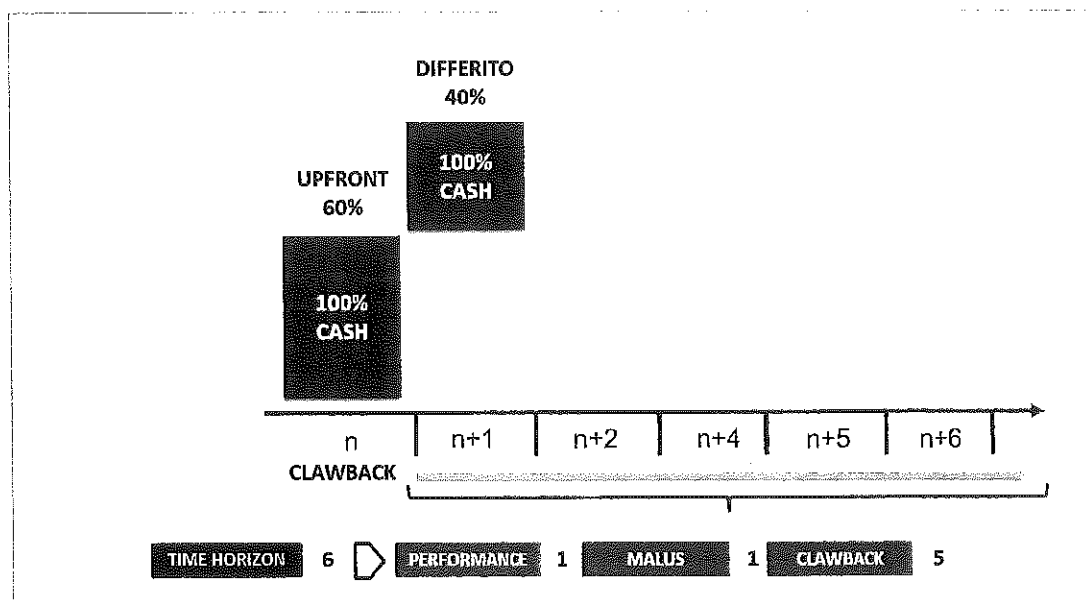 DIFFERITO
40%
100%
CASH
UPFRONT
60%
100%
CASH
n
n+1
n+2
n+4
n+5
n+6
CLAWBACK
TIME HORIZON 6 PERFORMANCE 1 MALUS 1 CLAWBACK 5